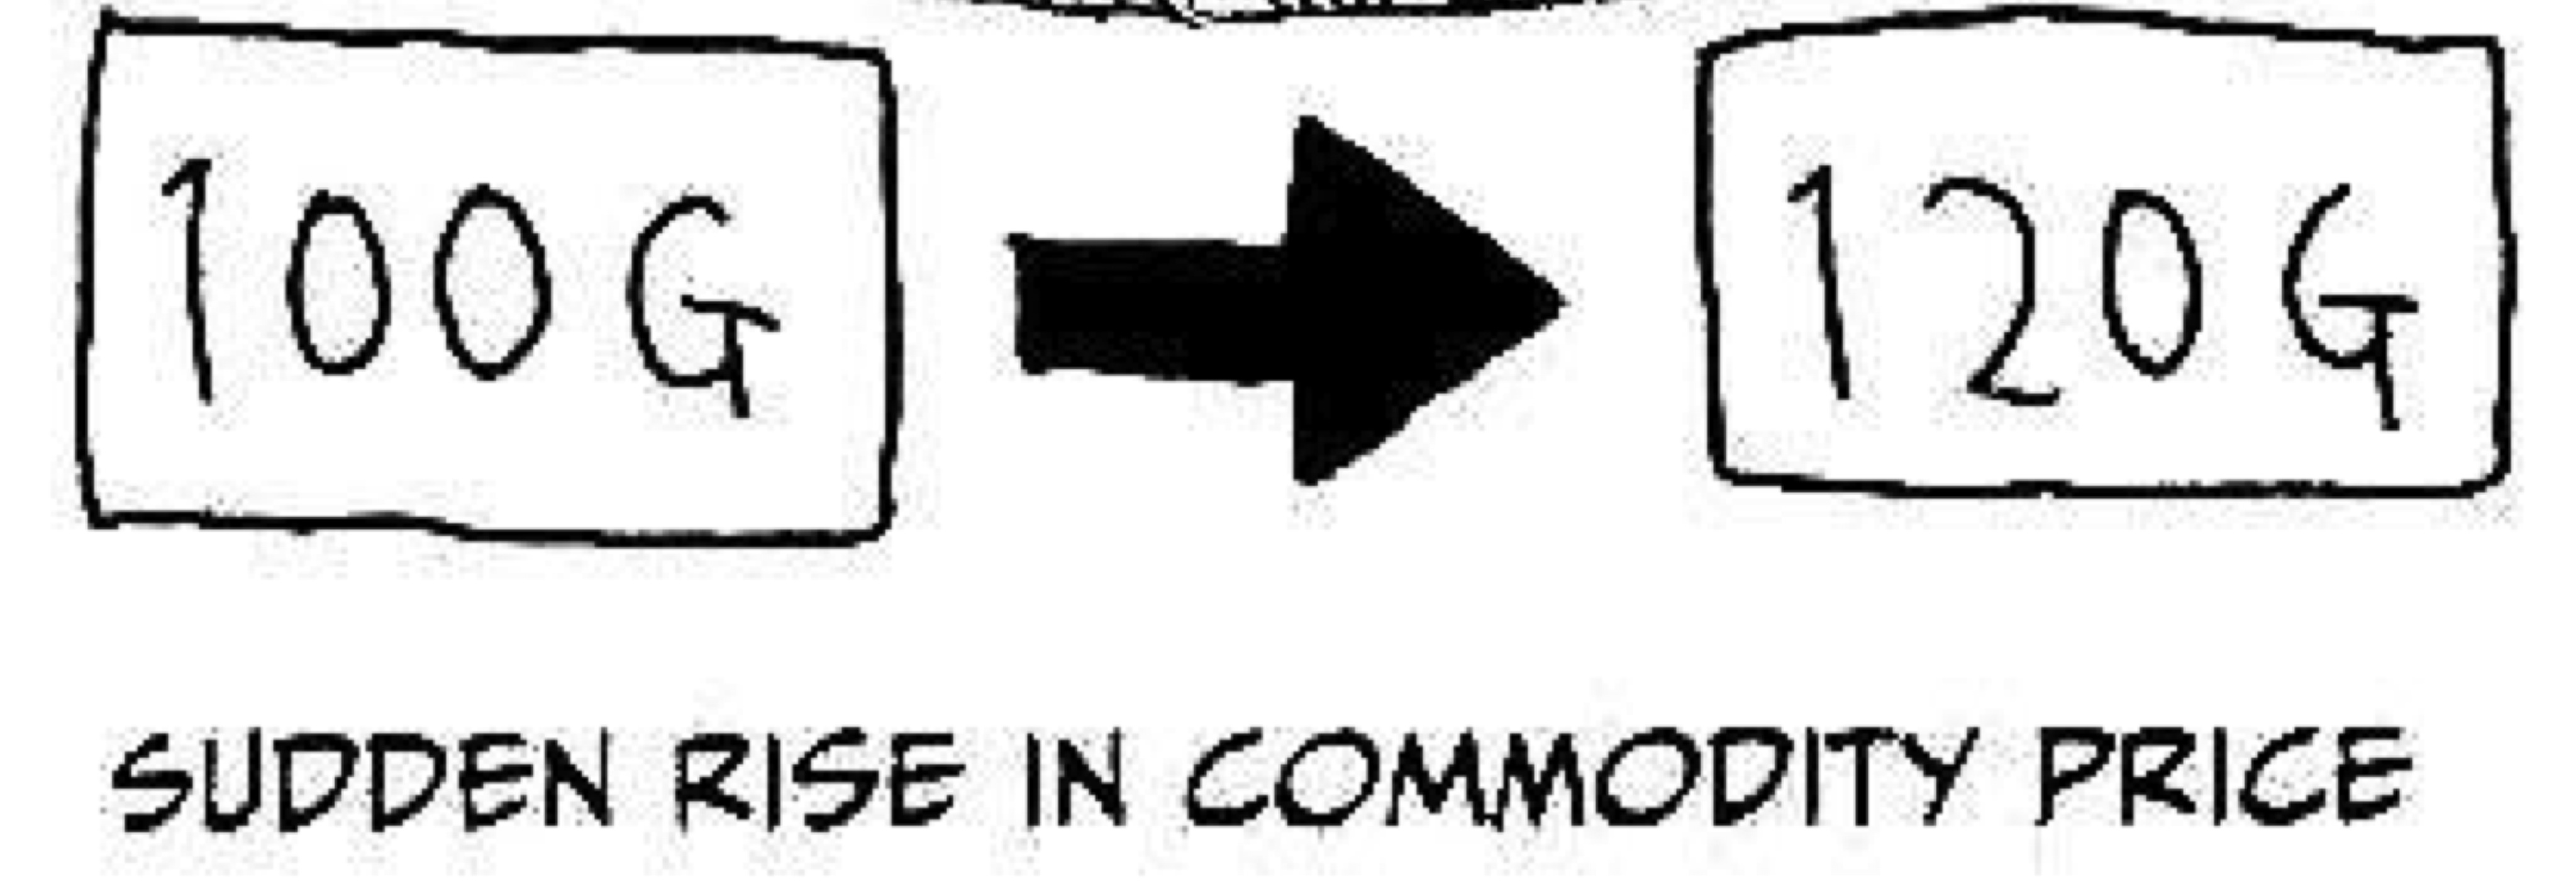 100G
120G
SUDDEN RISE IN COMMODITY PRICE